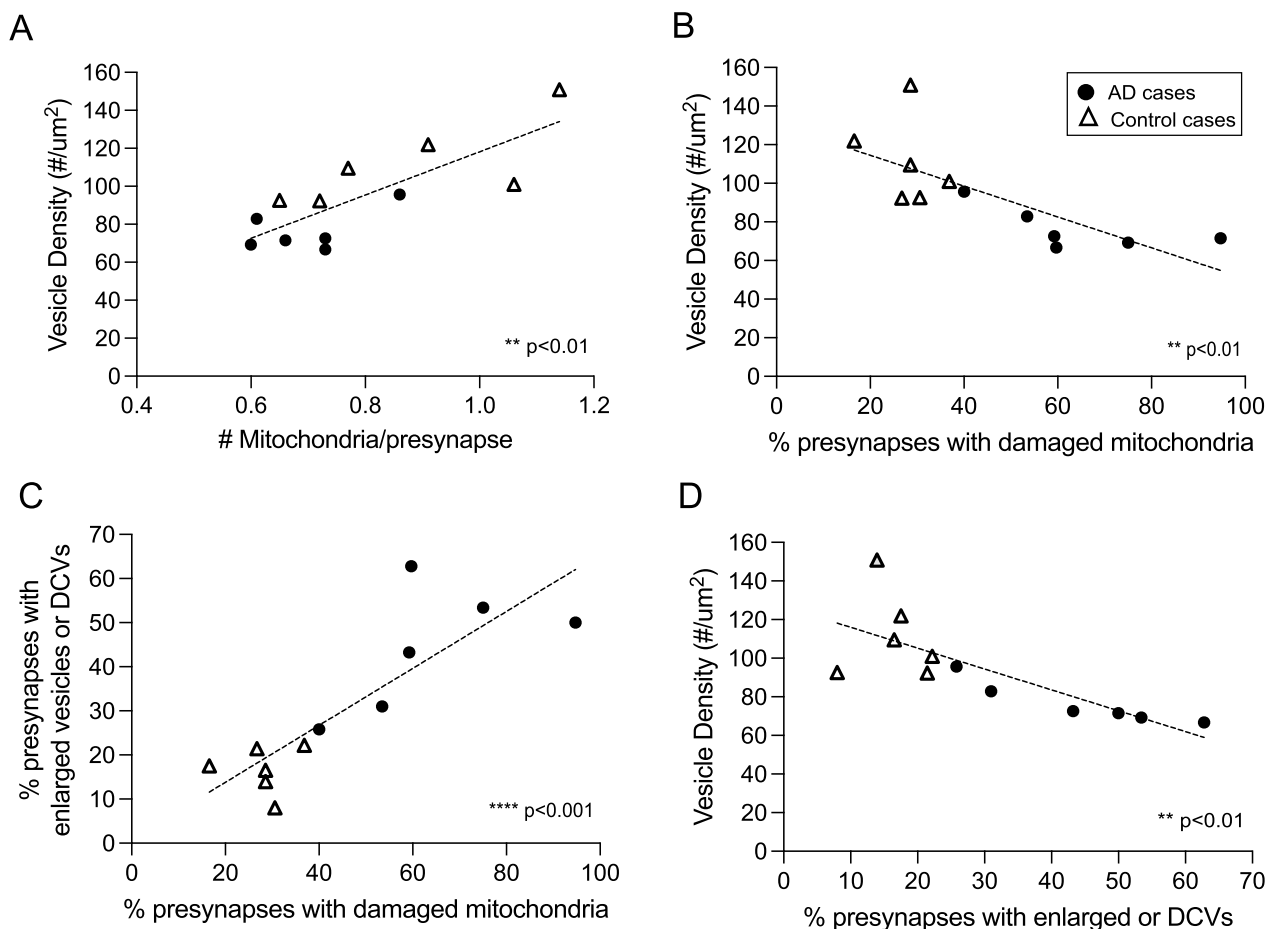 A
160
140
120
100
80
60
40
20
0
Vesicle Density (#/um2)
** p<0.01
0.4 0.6 0.8 1.0 1.2
# Mitochondria/presynapse
B
160
140
120
100
80
60
40
20
0
Vesicle Density (#/um2)
AD cases
Control cases
** p<0.01
0 20 40 60 80 100
% presynapses with damaged mitochondria
C
70
60
50
40
30
20
10
0
% presynapses with
enlarged vesicles or DCVs
**** p<0.001
0 20 40 60 80 100
% presynapses with damaged mitochondria
D
160
140
120
100
80
60
40
20
0
Vesicle Density (#/um2)
** p<0.01
0 10 20 30 40 50 60 70
% presynapses with enlarged or DCVs